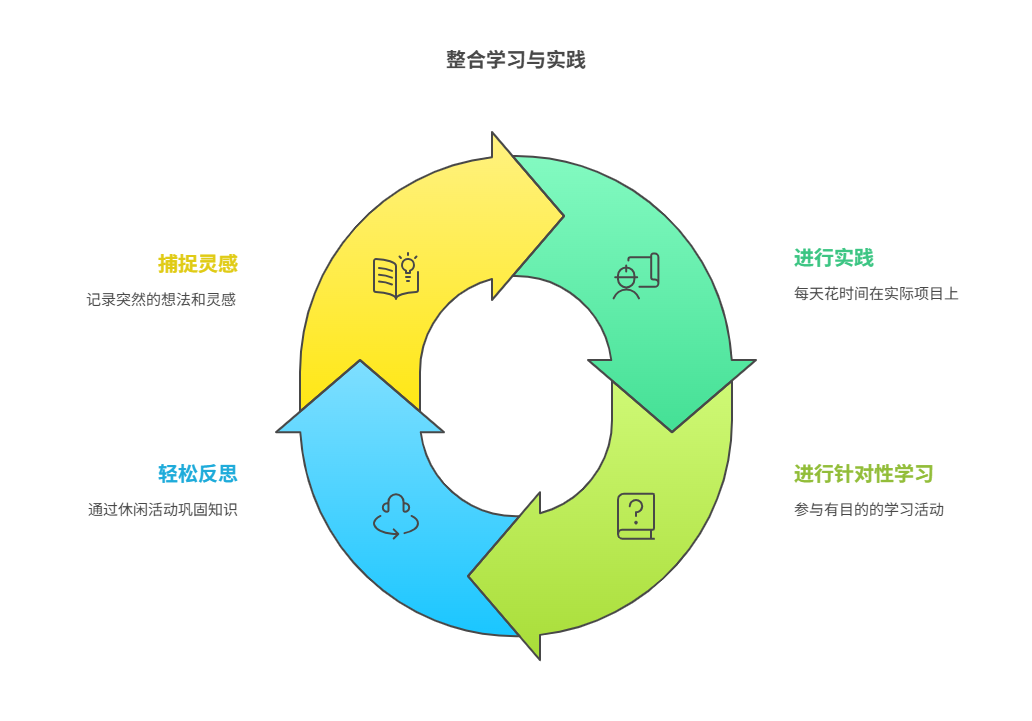 整合学习与实践
捕捉灵感
记录突然的想法和灵感
进行实践
每天花时间在实际项目上
轻松反思
通过休闲活动巩固知识
进行针对性学习
参与有目的的学习活动
?